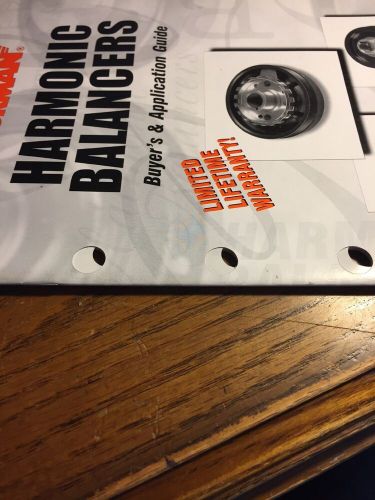 HARMONIC
BALANCERS
Buyer's & Application Guide
LIMITED
LIFETIME
WARRANTY!